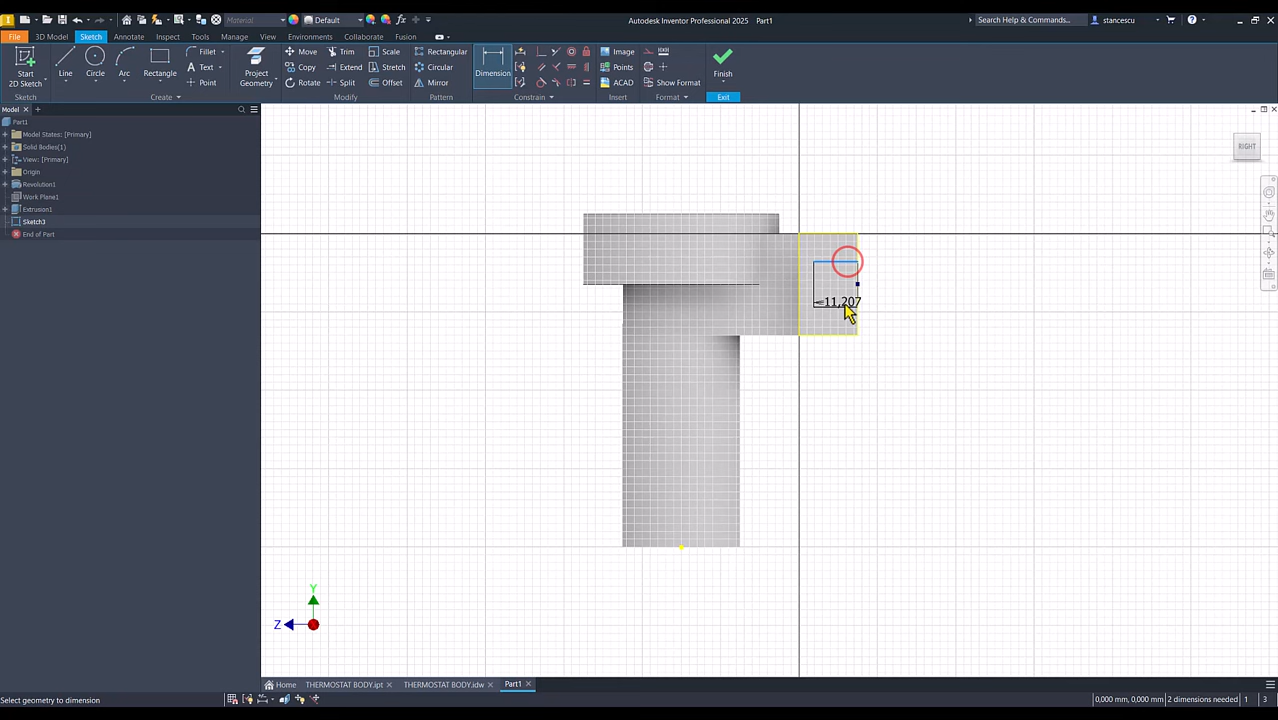 Material
Default
Autodesk Inventor Professional 2025 Part1
Search Help & Commands...
stancescu
File
3D Model
Sketch
Annotate
Inspect
Tools
Manage
View
Environments
Collaborate
Fusion
Start
2D Sketch
Line
Circle
Arc
Rectangle
Fillet
Text
Point
Project
Geometry
Move
Copy
Rotate
Trim
Extend
Split
Scale
Stretch
Offset
Rectangular
Circular
Mirror
Dimension
Image
Points
ACAD
Show Format
Finish
Sketch
Create
Modify
Pattern
Constrain
Insert
Format
Exit
Model
Part1
Model States: [Primary]
Solid Bodies(1)
View: [Primary]
Origin
Revolution1
Work Plane1
Extrusion1
Sketch3
End of Part
RIGHT
11,207
Y
Z
Home
THERMOSTAT BODY.ipt
THERMOSTAT BODY.idw
Part1
Select geometry to dimension
0,000 mm, 0,000 mm
2 dimensions needed
1
3